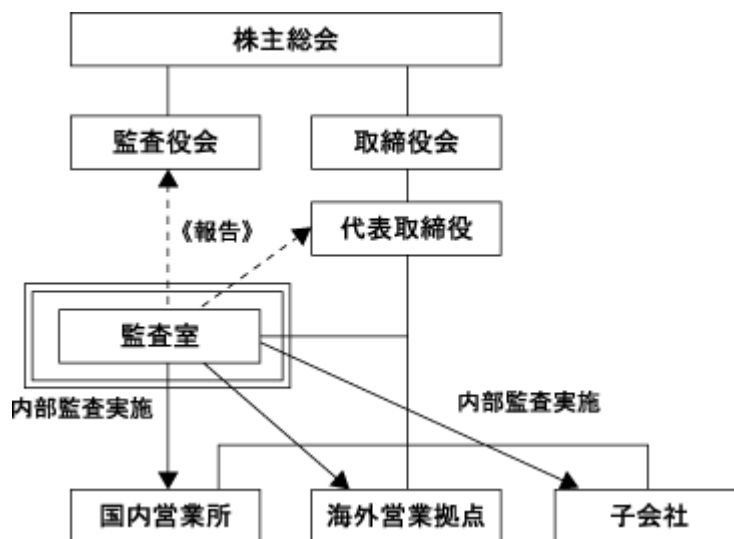 株主総会
監査役会
取締役会
《報告》
代表取締役
監査室
内部監査実施
内部監査実施
国内営業所
海外営業拠点
子会社